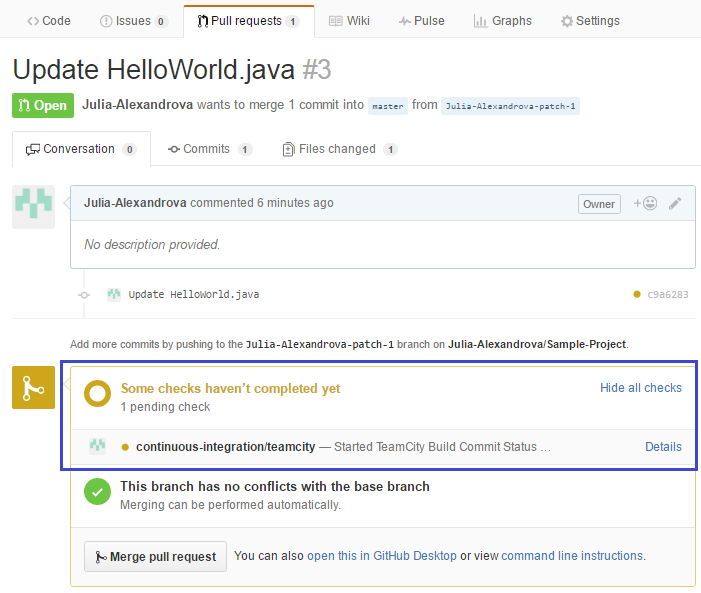 Code Issues 0 Pull requests 1 Wiki Pulse Graphs Settings
Update HelloWorld.java #3
Open Julia-Alexandrova wants to merge 1 commit into master from Julia-Alexandrova-patch-1
Conversation 0 Commits 1 Files changed 1
Julia-Alexandrova commented 6 minutes ago Owner
No description provided.
Update HelloWorld.java c9a6283
Add more commits by pushing to the Julia-Alexandrova-patch-1 branch on Julia-Alexandrova/Sample-Project.
Some checks haven't completed yet Hide all checks
1 pending check
continuous-integration/teamcity — Started TeamCity Build Commit Status ... Details
This branch has no conflicts with the base branch
Merging can be performed automatically.
Merge pull request You can also open this in GitHub Desktop or view command line instructions.